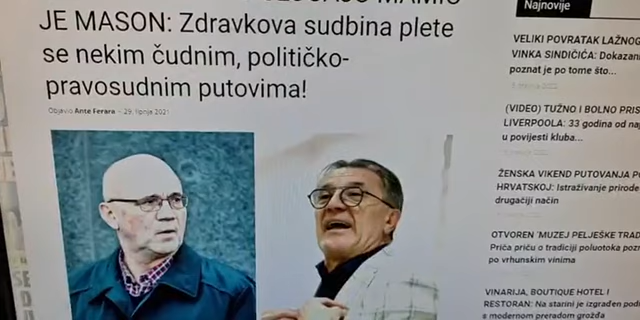 JE MASON: Zdravkova sudbina plete
se nekim čudnim, političko-
pravosudnim putovima!
Objavio Ante Ferara - 29. lipnja 2021
Najnovije
VELIKI POVRATAK LAŽNOG
VINKA SINDIČIĆA: Dokazani
poznat je po tome što...
(VIDEO) TUŽNO I BOLNO PRIS
LIVERPOOLA: 33 godina od naj
u povijesti kluba...
ŽENSKA VIKEND PUTOVANJA PO
HRVATSKOJ: Istraživanje prirode
drugačiji način
OTVOREN 'MUZEJ PELJEŠKE TRAD
Priča priču o tradiciji poluotoka pozn
po vrhunskim vinima
VINARIJA, BOUTIQUE HOTEL I
RESTORAN: Na starini je izgrađen pod
s modernom preradom grožđa